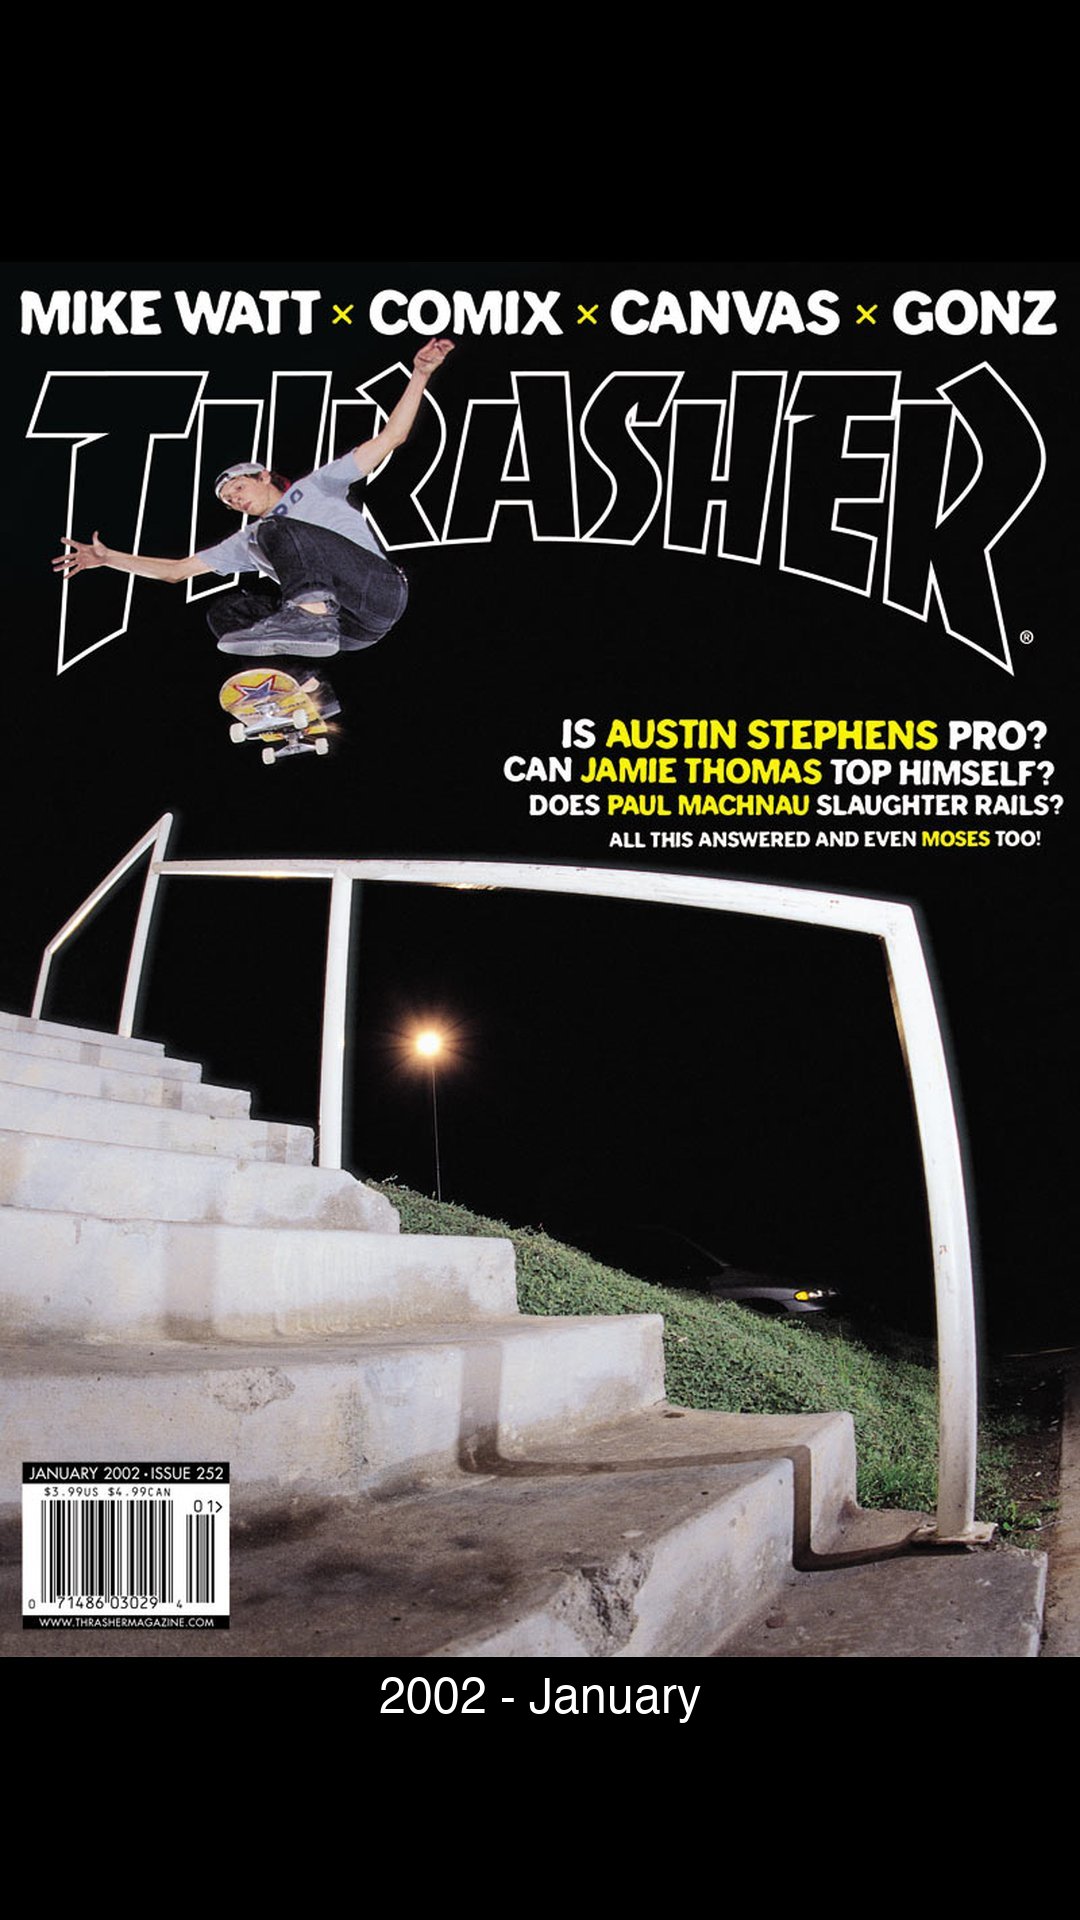 MIKE WATT × COMIX × CANVAS × GONZ
THRASHER
®
IS AUSTIN STEPHENS PRO?
CAN JAMIE THOMAS TOP HIMSELF?
DOES PAUL MACHNAU SLAUGHTER RAILS?
ALL THIS ANSWERED AND EVEN MOSES TOO!
JANUARY 2002 • ISSUE 252
$3.99US $4.99CAN
01>
0 71486 03029 4
WWW.THRASHERMAGAZINE.COM
2002 - January